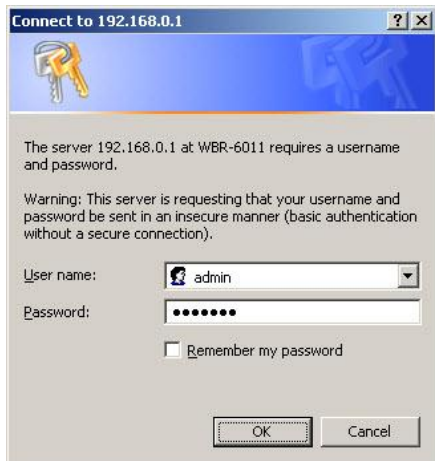 Connect to 192.168.0.1
The server 192.168.0.1 at WBR-6011 requires a username
and password.
Warning: This server is requesting that your username and
password be sent in an insecure manner (basic authentication
without a secure connection).
User name:
admin
Password:
•••••••
Remember my password
OK
Cancel